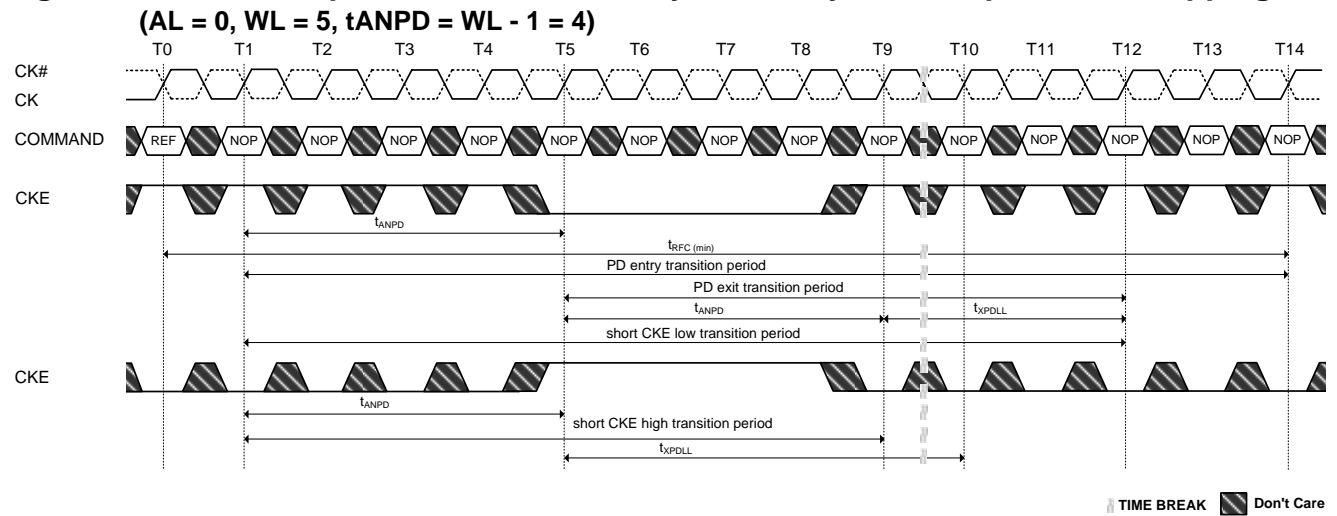 (AL = 0, WL = 5, tANPD = WL - 1 = 4)
T0 T1 T2 T3 T4 T5 T6 T7 T8 T9 T10 T11 T12 T13 T14
CK#
CK
COMMAND REF NOP NOP NOP NOP NOP NOP NOP NOP NOP NOP NOP NOP NOP NOP
CKE
tANPD
tRFC (min)
PD entry transition period
PD exit transition period
tANPD tXPDLL
short CKE low transition period
CKE
tANPD
short CKE high transition period
tXPDLL
TIME BREAK Don't Care